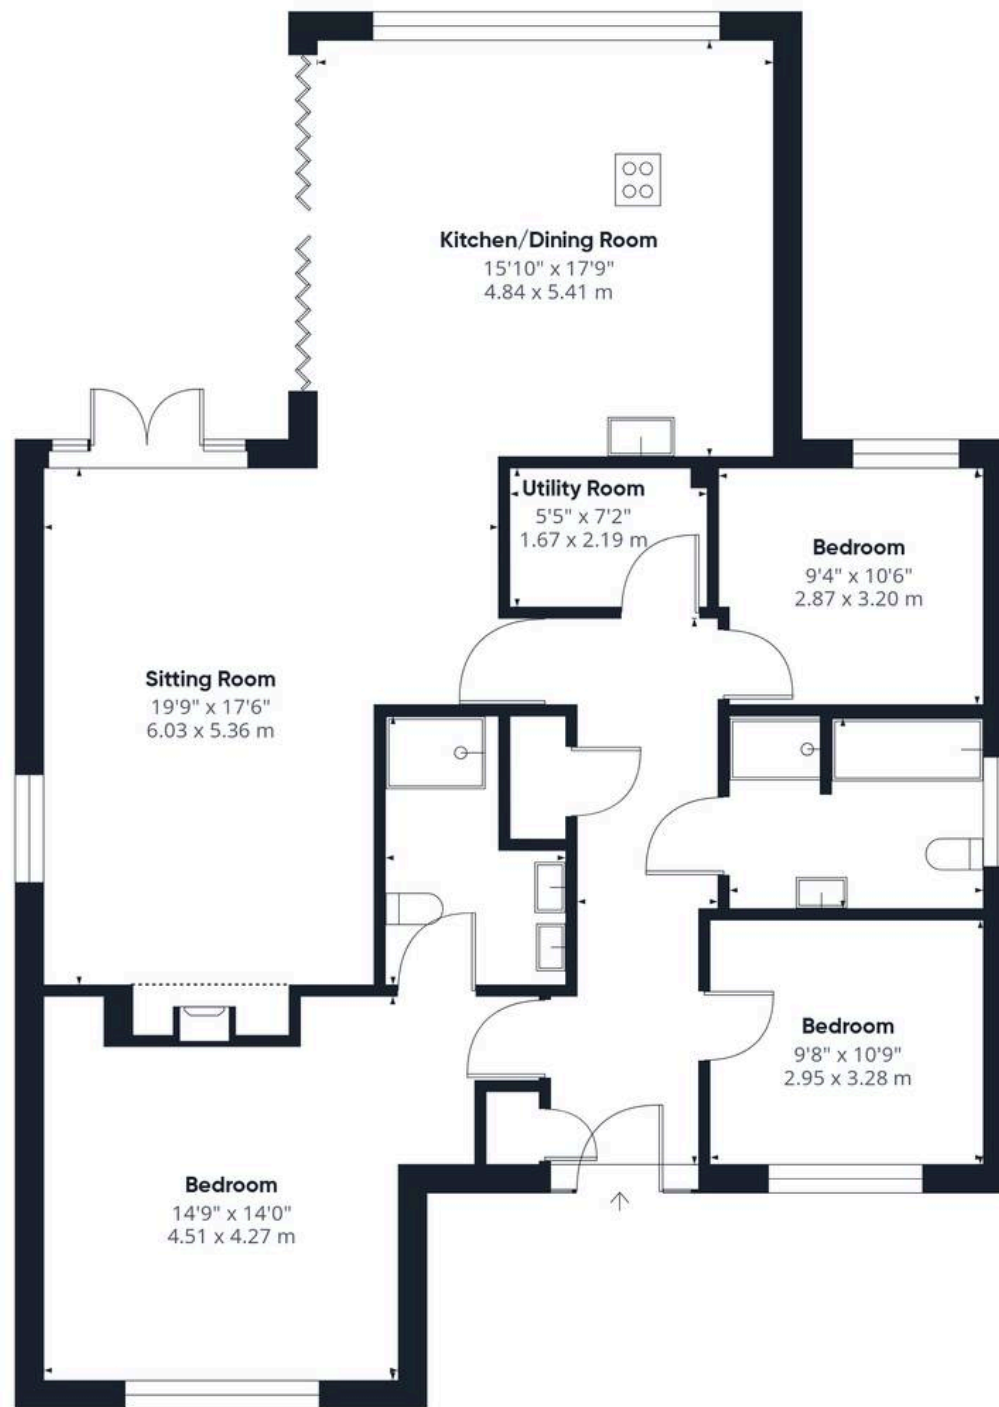 Kitchen/Dining Room
15'10" x 17'9"
4.84 x 5.41 m
Utility Room
5'5" x 7'2"
1.67 x 2.19 m
Bedroom
9'4" x 10'6"
2.87 x 3.20 m
Sitting Room
19'9" x 17'6"
6.03 x 5.36 m
Bedroom
9'8" x 10'9"
2.95 x 3.28 m
Bedroom
14'9" x 14'0"
4.51 x 4.27 m